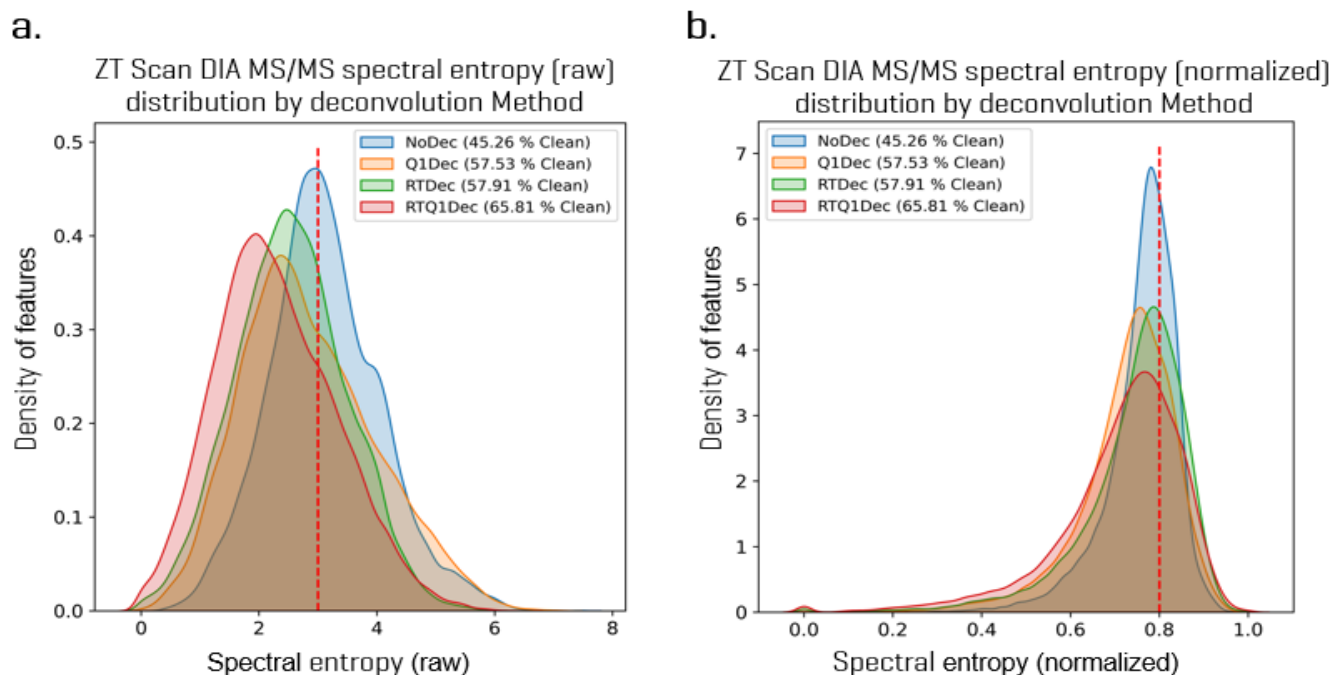 a.
ZT Scan DIA MS/MS spectral entropy (raw)
distribution by deconvolution Method
Density of features
0.5
0.4
0.3
0.2
0.1
0.0
NoDec (45.26 % Clean)
Q1Dec (57.53 % Clean)
RTDec (57.91 % Clean)
RTQ1Dec (65.81 % Clean)
0
2
4
6
8
Spectral entropy (raw)
b.
ZT Scan DIA MS/MS spectral entropy (normalized)
distribution by deconvolution Method
Density of features
7
6
5
4
3
2
1
0
NoDec (45.26 % Clean)
Q1Dec (57.53 % Clean)
RTDec (57.91 % Clean)
RTQ1Dec (65.81 % Clean)
0.0
0.2
0.4
0.6
0.8
1.0
Spectral entropy (normalized)